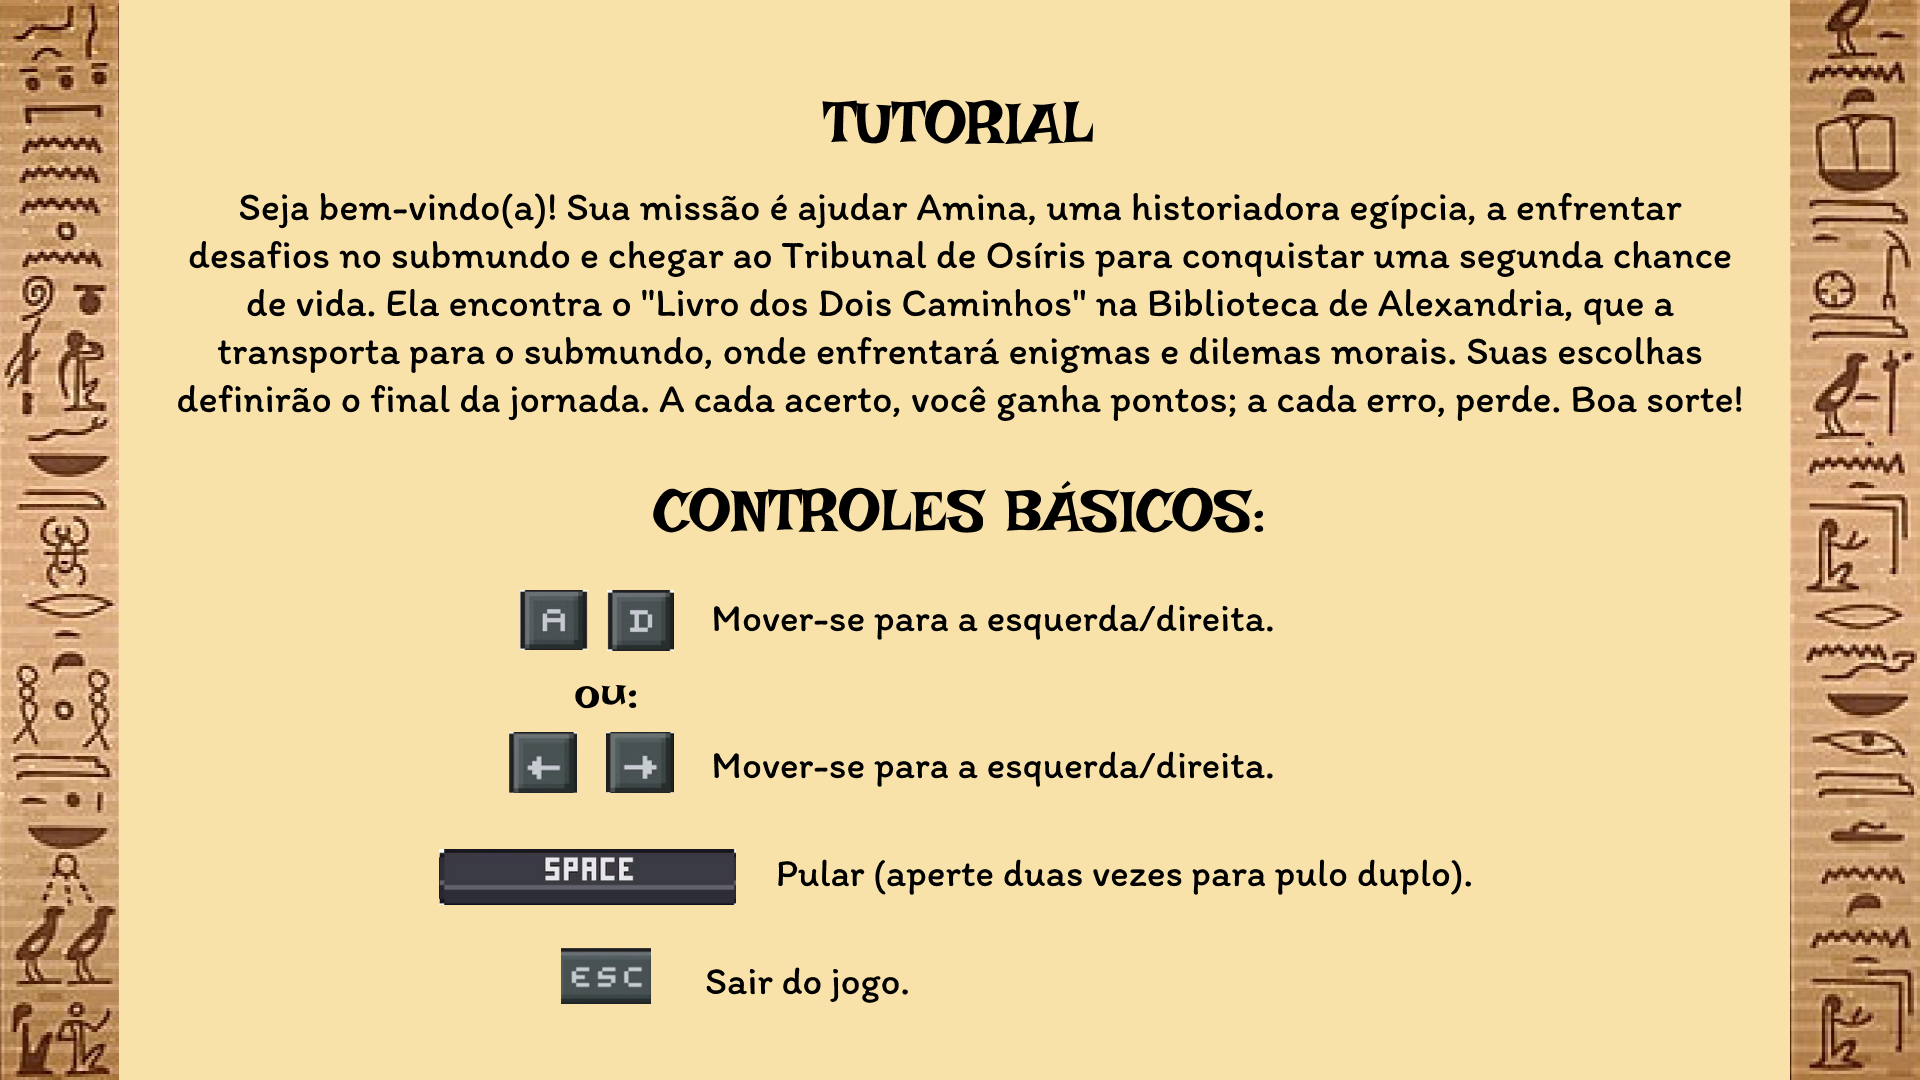 TUTORIAL
Seja bem-vindo(a)! Sua missão é ajudar Amina, uma historiadora egípcia, a enfrentar
desafios no submundo e chegar ao Tribunal de Osíris para conquistar uma segunda chance
de vida. Ela encontra o "Livro dos Dois Caminhos" na Biblioteca de Alexandria, que a
transporta para o submundo, onde enfrentará enigmas e dilemas morais. Suas escolhas
definirão o final da jornada. A cada acerto, você ganha pontos; a cada erro, perde. Boa sorte!
CONTROLES BÁSICOS:
A D Mover-se para a esquerda/direita.
ou:
← → Mover-se para a esquerda/direita.
SPACE Pular (aperte duas vezes para pulo duplo).
ESC Sair do jogo.